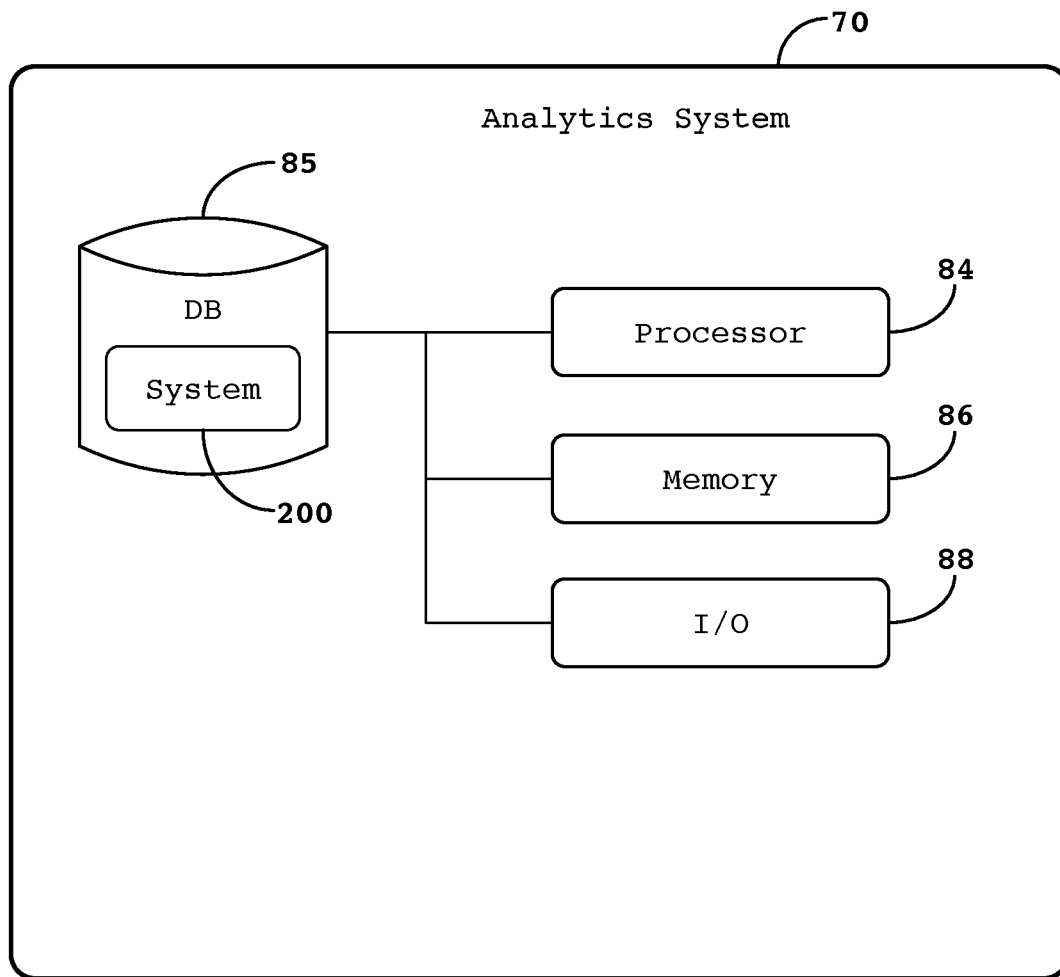 70
Analytics System
85
DB
84
Processor
System
86
Memory
200
88
I/O